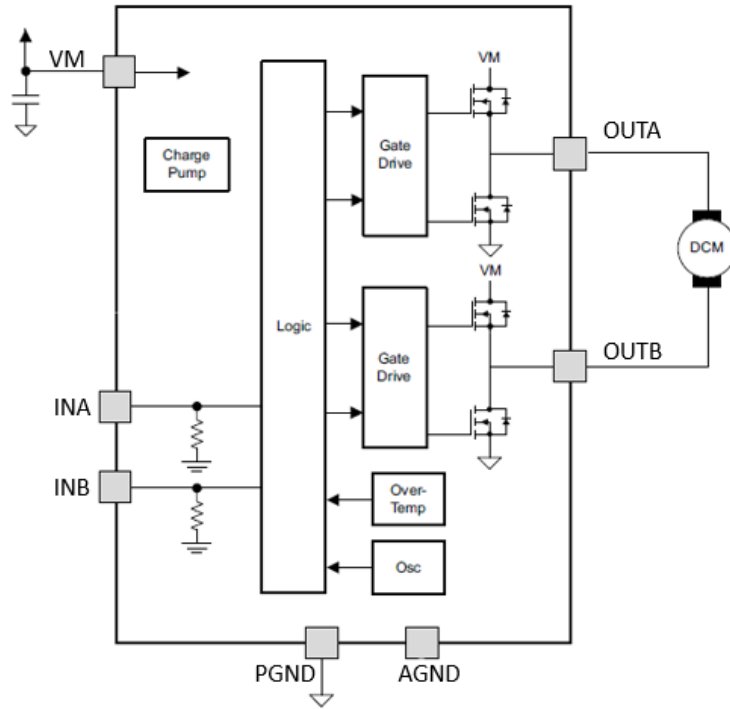 VM
Charge
Pump
Logic
Gate
Drive
VM
OUTA
DCM
Gate
Drive
VM
OUTB
INA
INB
Over-
Temp
Osc
PGND
AGND